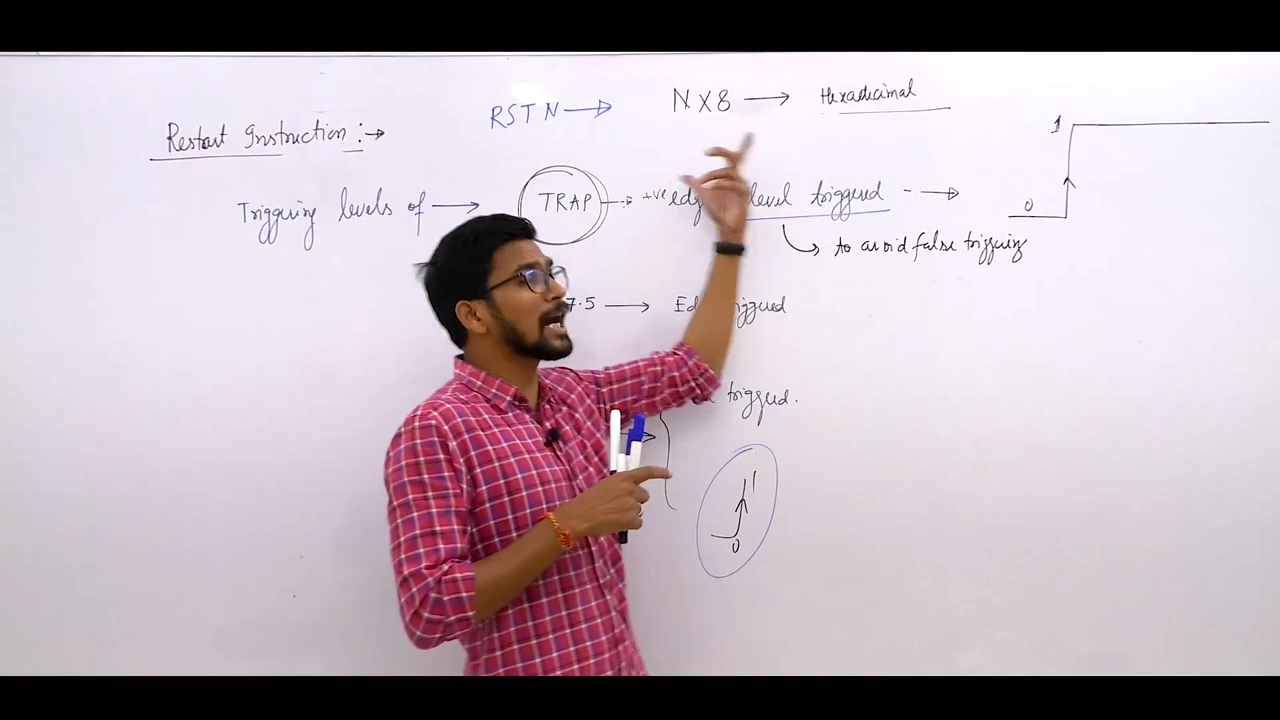 RST N → N X 8 → Hexadecimal
Restart Instruction :→
1
Triggering levels of → TRAP → +ve level triggered - →
0
→ to avoid false triggering
7.5 → triggered
triggered.
1
0